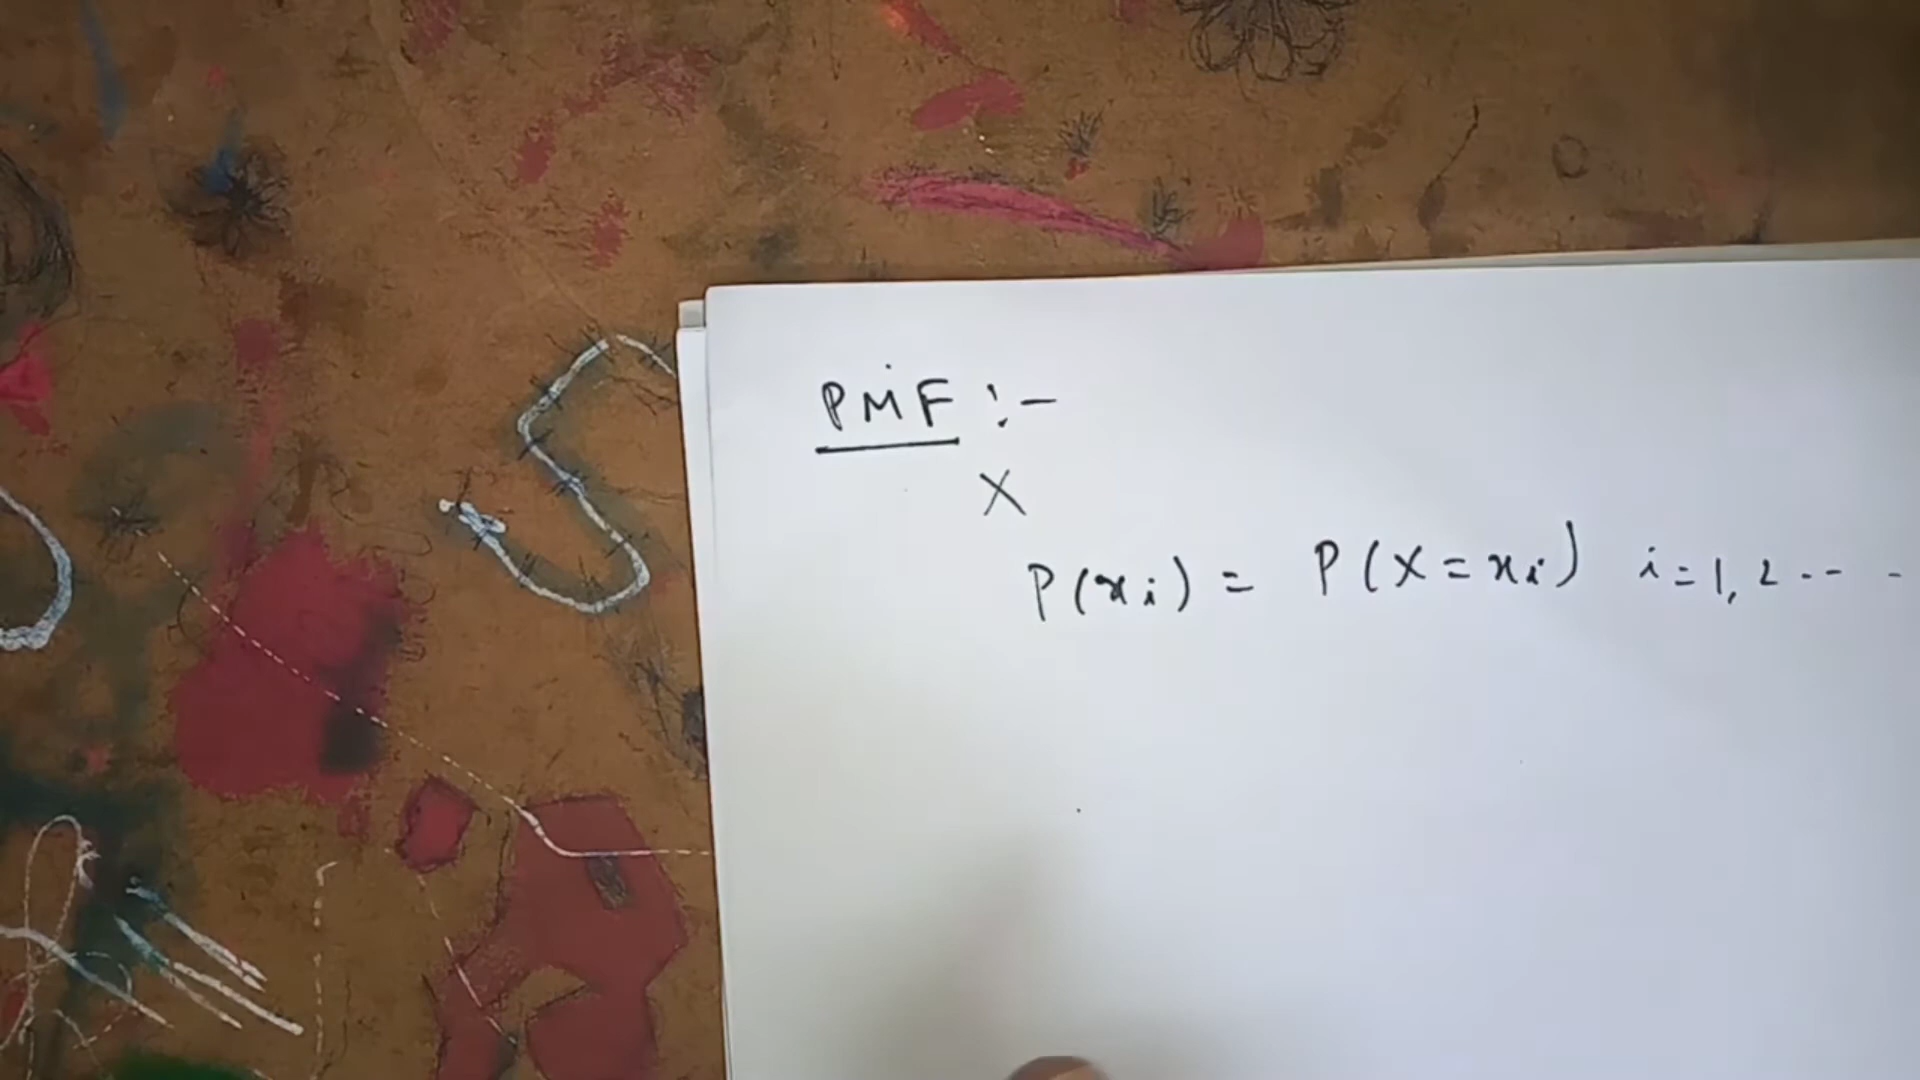 PMF :-
X
P(xi) = P(X = xi) i = 1, 2 -- -